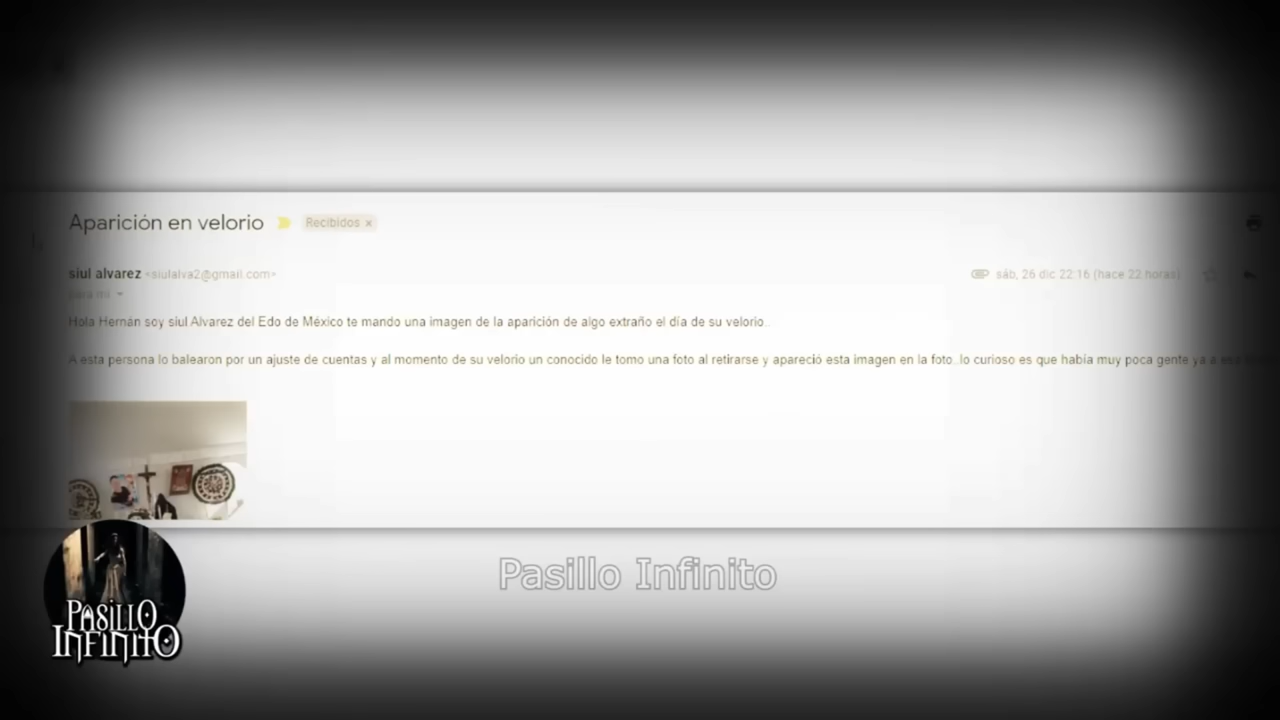 Aparición en velorio
Recibidos ×
siul alvarez <siulalva2@gmail.com>
sáb, 26 dic 22:16 (hace 22 horas)
para mí
Hola Hernán soy siul Alvarez del Edo de México te mando una imagen de la aparición de algo extraño el día de su velorio..
A esta persona lo balearon por un ajuste de cuentas y al momento de su velorio un conocido le tomo una foto al retirarse y apareció esta imagen en la foto..lo curioso es que había muy poca gente ya a
Pasillo Infinito
PASILLO
INFINITO